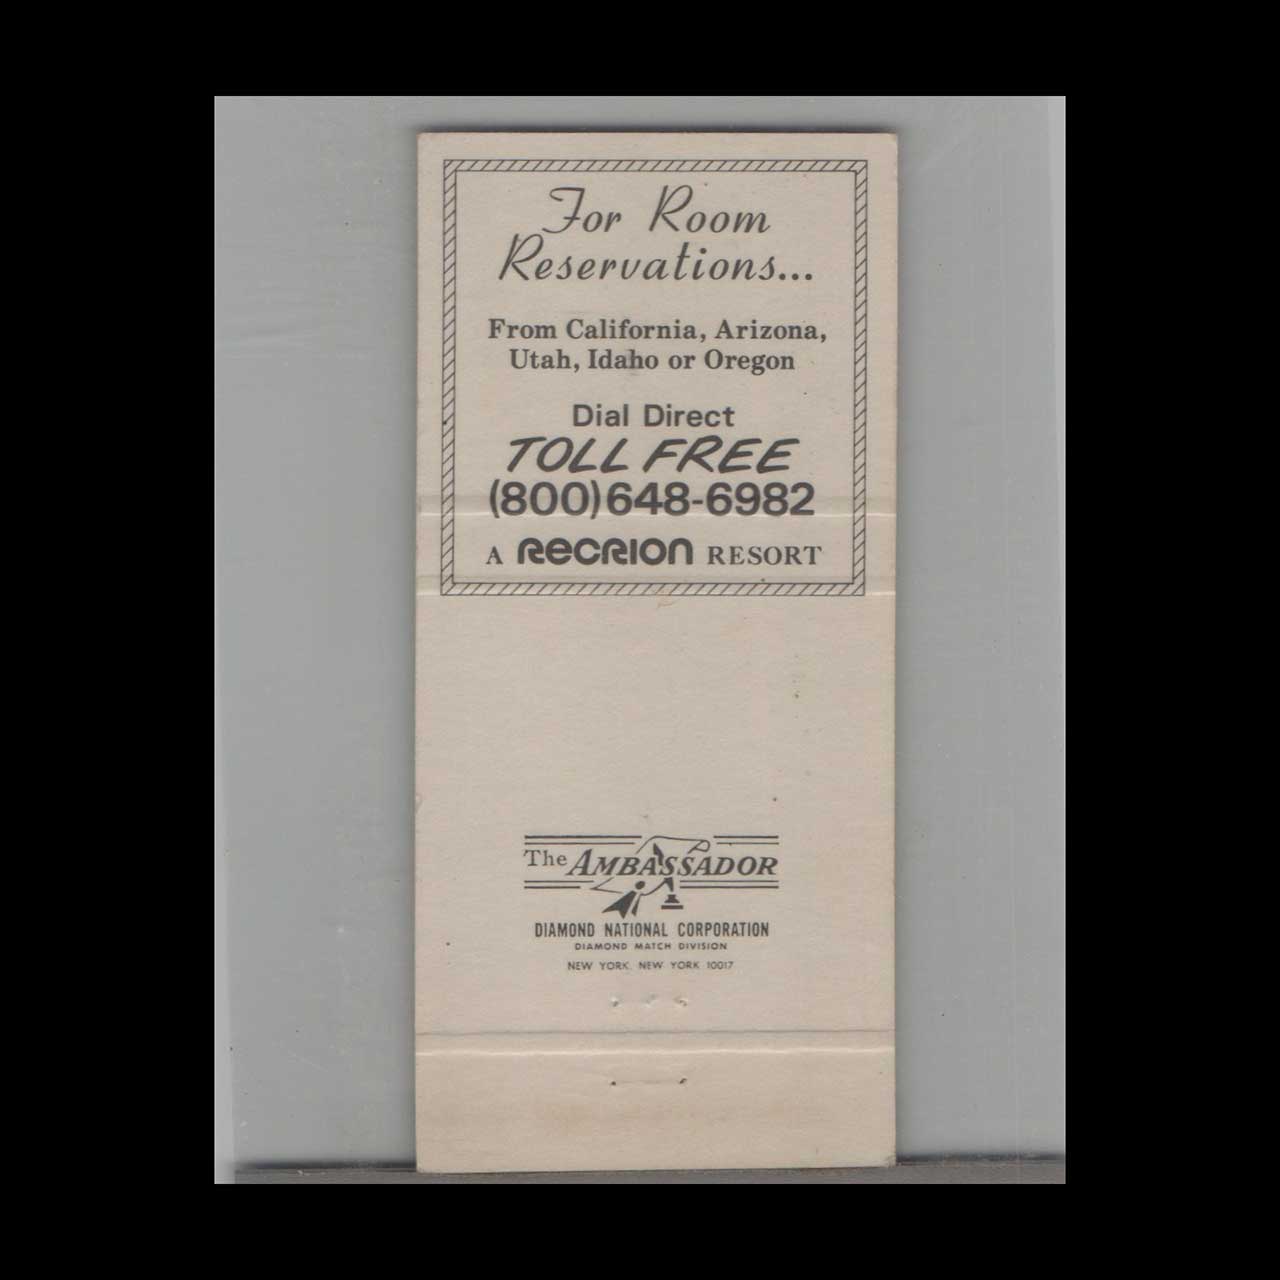 For Room
Reservations...
From California, Arizona,
Utah, Idaho or Oregon
Dial Direct
TOLL FREE
(800)648-6982
A RECRION RESORT
The AMBASSADOR
DIAMOND NATIONAL CORPORATION
DIAMOND MATCH DIVISION
NEW YORK, NEW YORK 10017